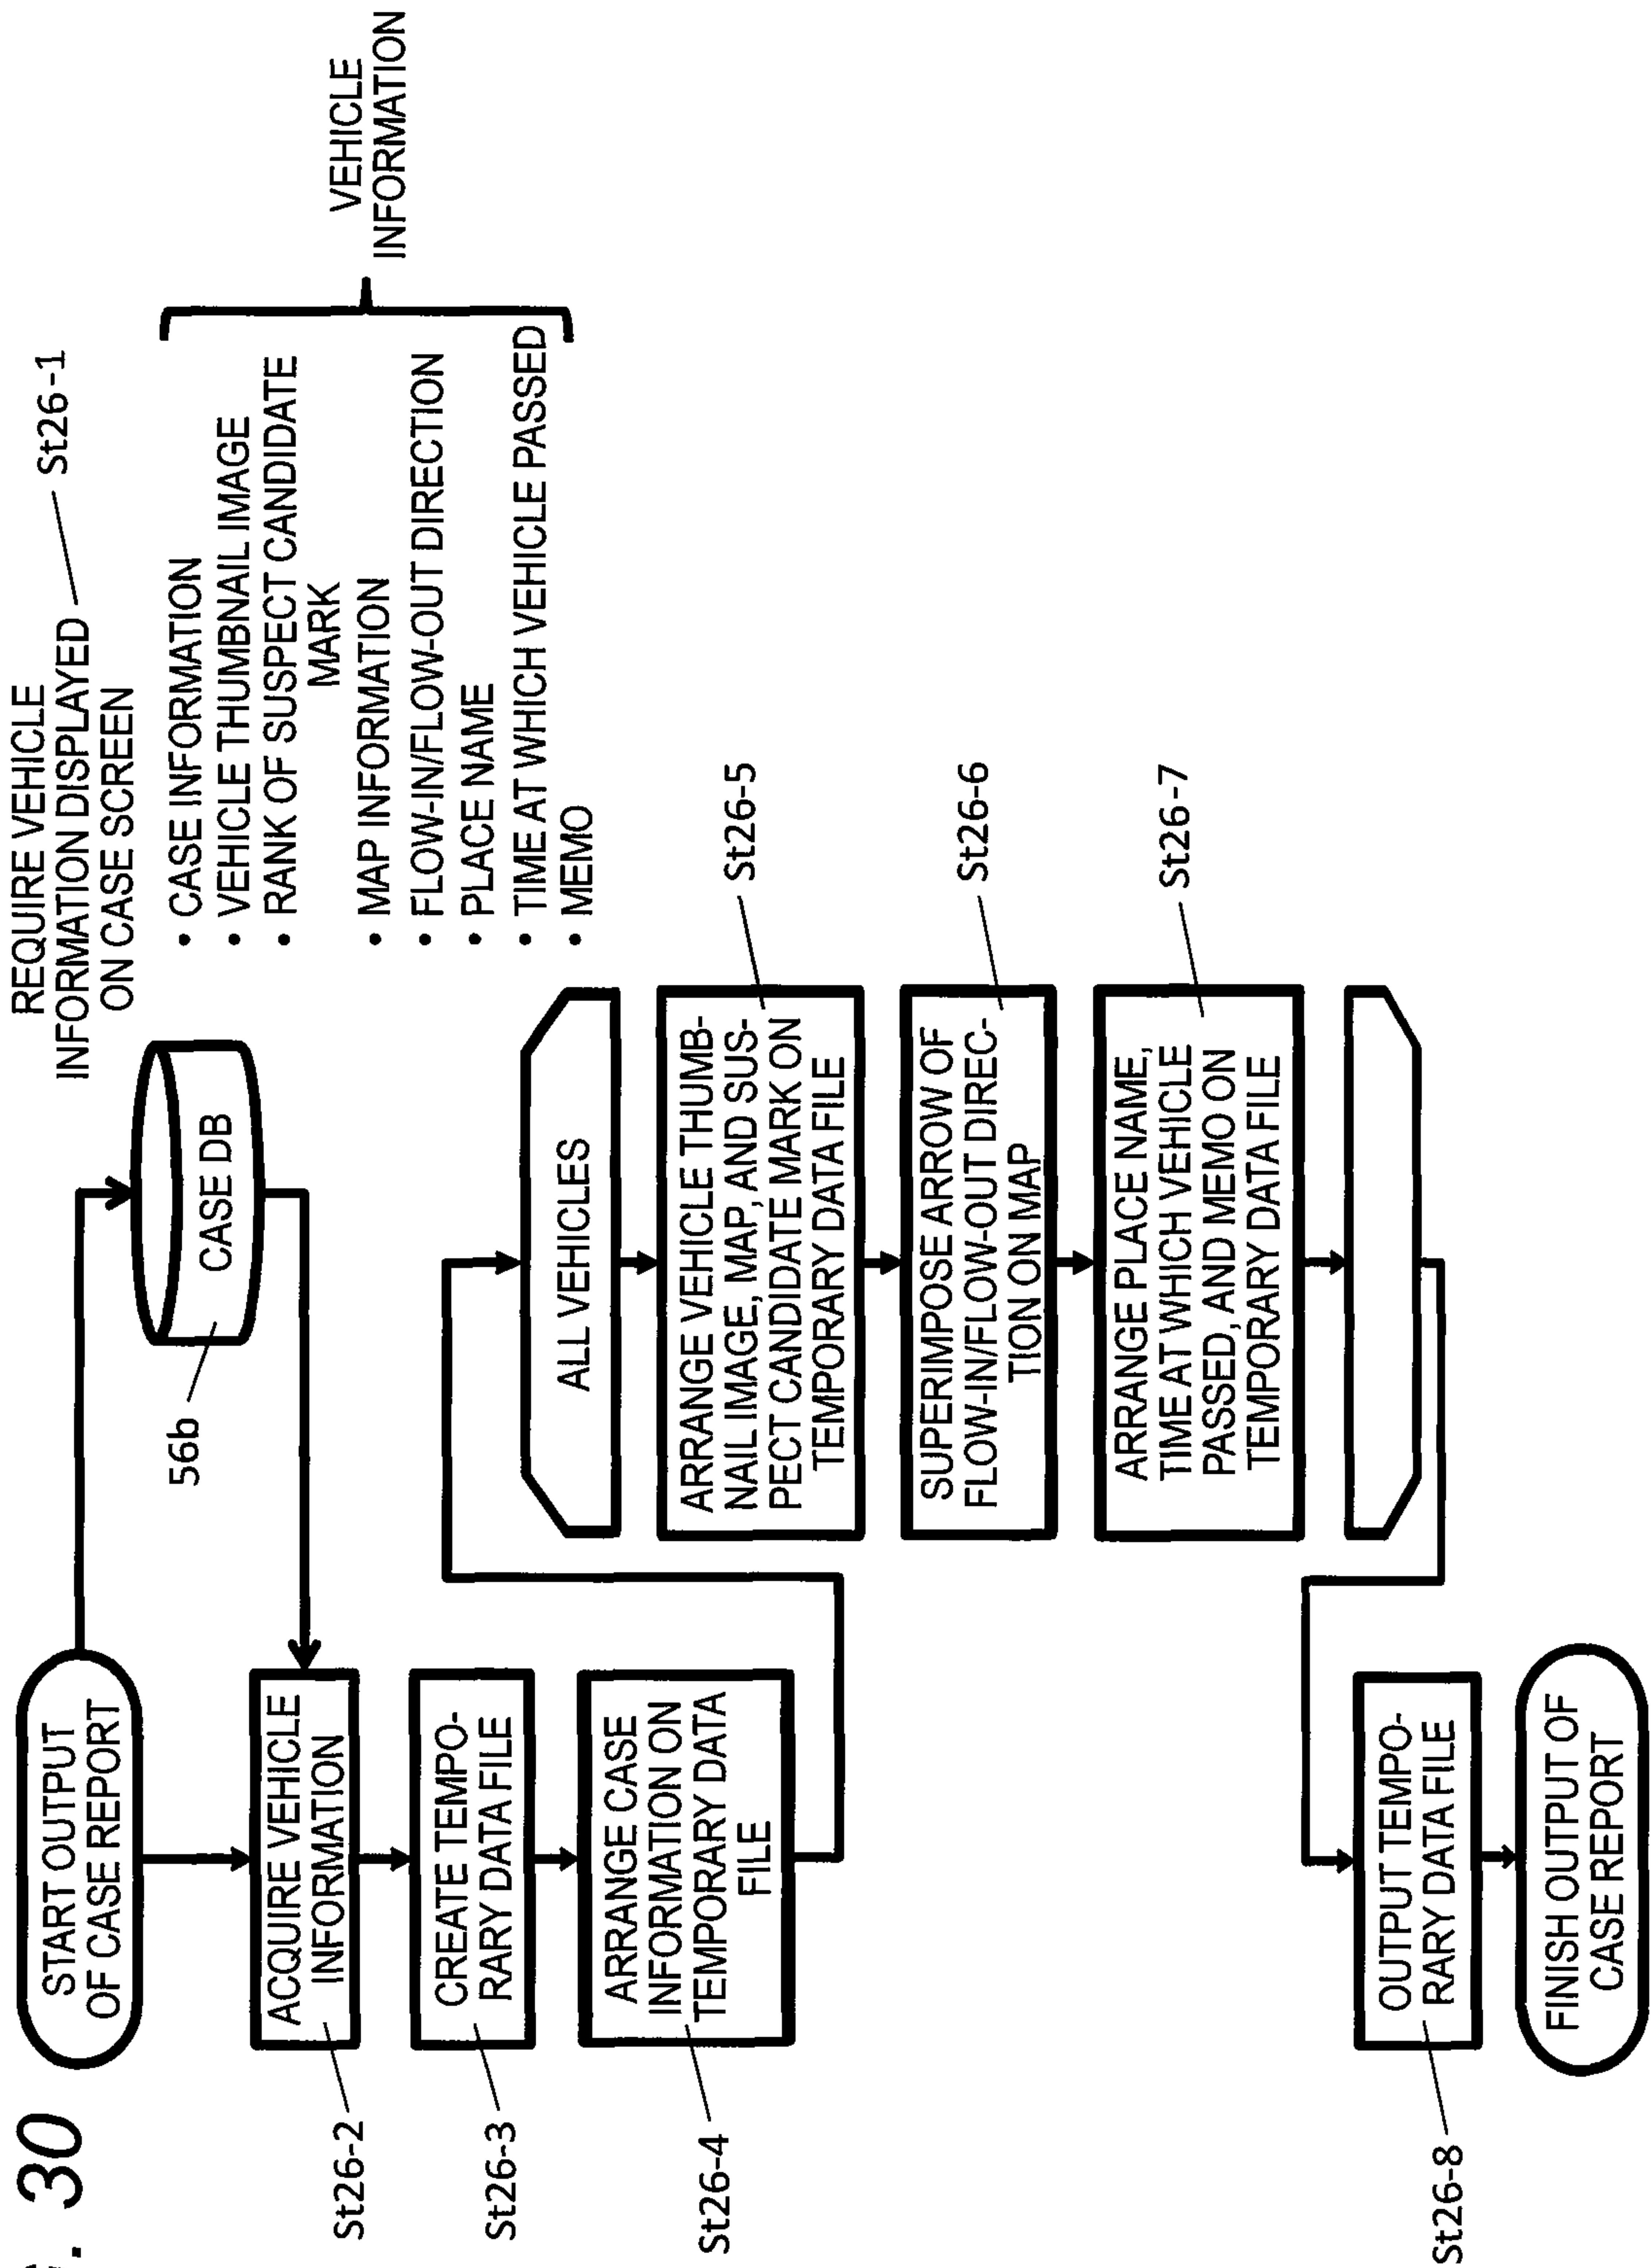 . 30
START OUTPUT
OF CASE REPORT
REQUIRE VEHICLE
INFORMATION DISPLAYED
ON CASE SCREEN
St26-1
CASE DB
56b
• CASE INFORMATION
• VEHICLE THUMBNAIL IMAGE
• RANK OF SUSPECT CANDIDATE
MARK
• MAP INFORMATION
• FLOW-IN/FLOW-OUT DIRECTION
• PLACE NAME
• TIME AT WHICH VEHICLE PASSED
• MEMO
VEHICLE
INFORMATION
ACQUIRE VEHICLE
INFORMATION
St26-2
CREATE TEMPO-
RARY DATA FILE
St26-3
ARRANGE CASE
INFORMATION ON
TEMPORARY DATA
FILE
St26-4
ALL VEHICLES
ARRANGE VEHICLE THUMB-
NAIL IMAGE, MAP, AND SUS-
PECT CANDIDATE MARK ON
TEMPORARY DATA FILE
St26-5
SUPERIMPOSE ARROW OF
FLOW-IN/FLOW-OUT DIREC-
TION ON MAP
St26-6
ARRANGE PLACE NAME,
TIME AT WHICH VEHICLE
PASSED, AND MEMO ON
TEMPORARY DATA FILE
St26-7
OUTPUT TEMPO-
RARY DATA FILE
St26-8
FINISH OUTPUT OF
CASE REPORT